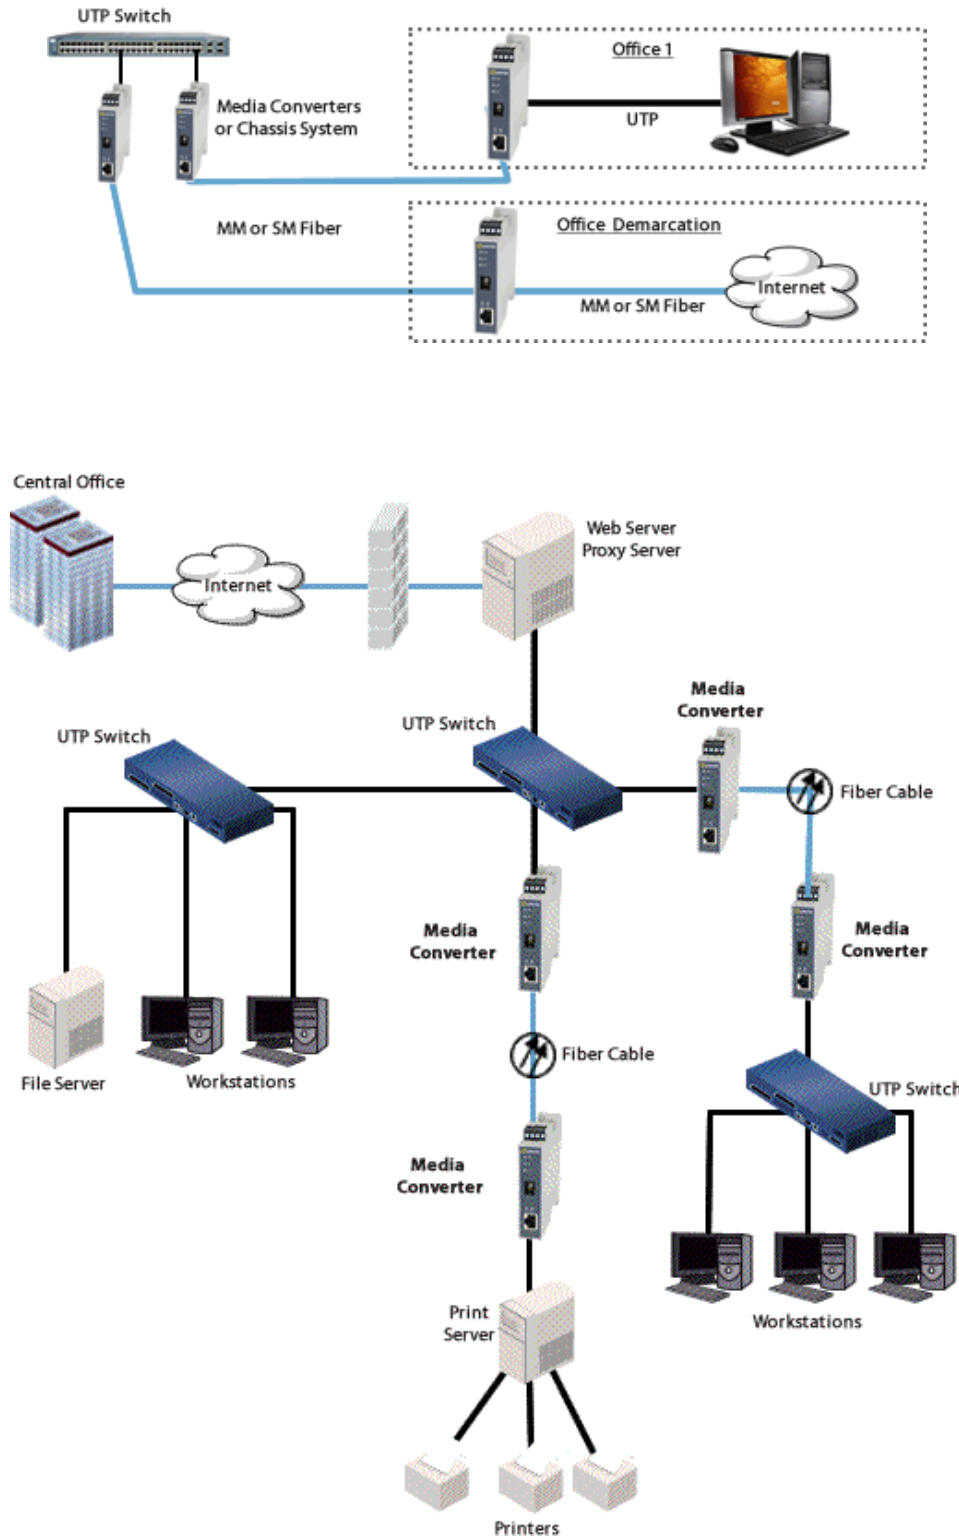 UTP Switch
Office 1
Media Converters
or Chassis System
UTP
MM or SM Fiber
Office Demarcation
Internet
MM or SM Fiber
Central Office
Web Server
Proxy Server
Internet
Media
Converter
UTP Switch
UTP Switch
Fiber Cable
Media
Converter
Media
Converter
Fiber Cable
File Server
Workstations
UTP Switch
Media
Converter
Print
Server
Workstations
Printers